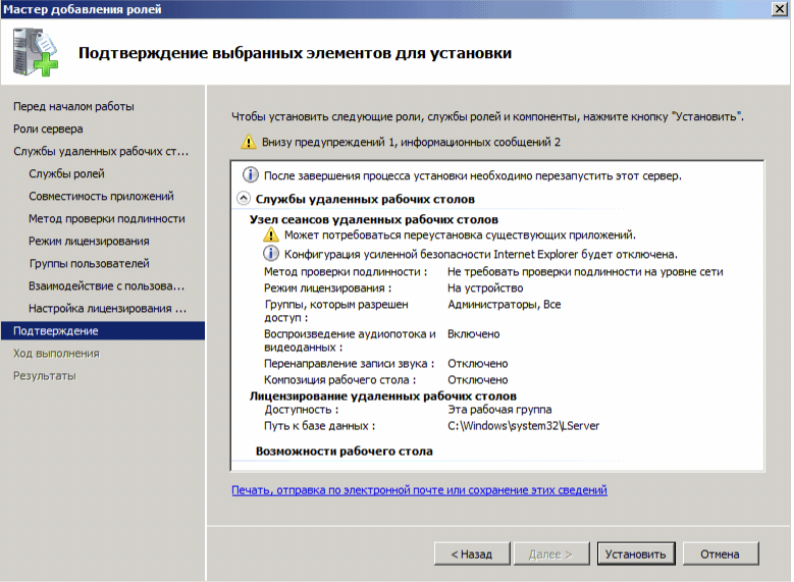 Мастер добавления ролей
Подтверждение выбранных элементов для установки
Перед началом работы
Роли сервера
Службы удаленных рабочих ст...
Службы ролей
Совместимость приложений
Метод проверки подлинности
Режим лицензирования
Группы пользователей
Взаимодействие с пользова...
Настройка лицензирования ...
Подтверждение
Ход выполнения
Результаты
Чтобы установить следующие роли, службы ролей и компоненты, нажмите кнопку "Установить".
Внизу предупреждений 1, информационных сообщений 2
После завершения процесса установки необходимо перезапустить этот сервер.
Службы удаленных рабочих столов
Узел сеансов удаленных рабочих столов
Может потребоваться переустановка существующих приложений.
Конфигурация усиленной безопасности Internet Explorer будет отключена.
Метод проверки подлинности : Не требовать проверки подлинности на уровне сети
Режим лицензирования : На устройство
Группы, которым разрешен Администраторы, Все
доступ :
Воспроизведение аудиопотока и Включено
видеоданных :
Перенаправление записи звука : Отключено
Композиция рабочего стола : Отключено
Лицензирование удаленных рабочих столов
Доступность : Эта рабочая группа
Путь к базе данных : C:\Windows\system32\LServer
Возможности рабочего стола
Печать, отправка по электронной почте или сохранение этих сведений
< Назад Далее > Установить Отмена